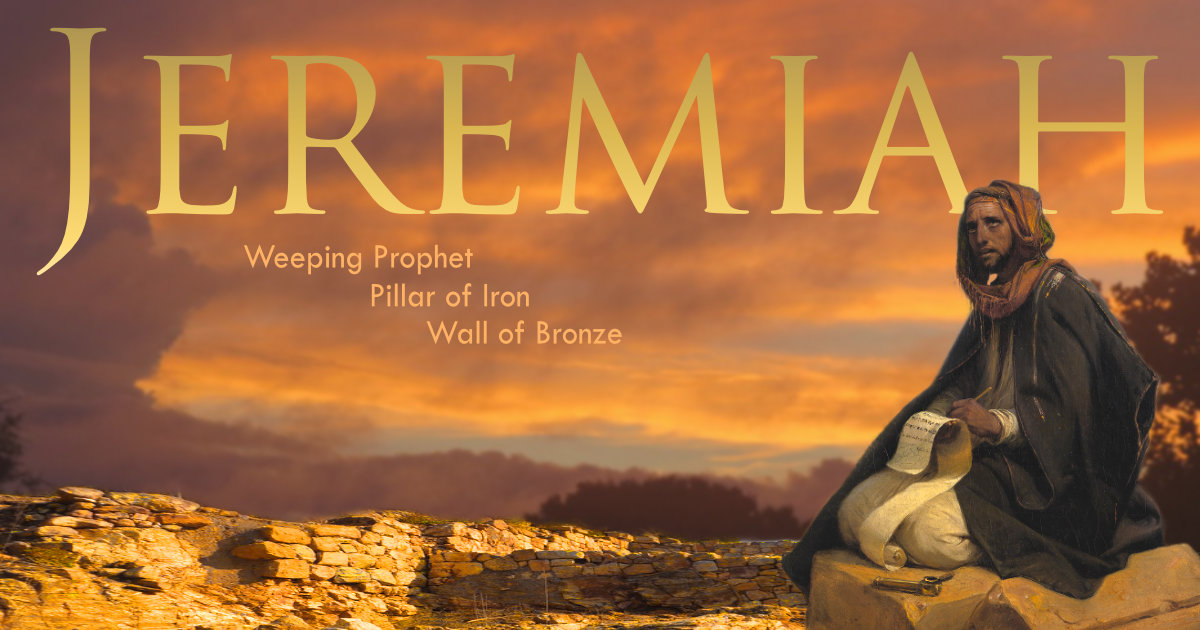 JEREMIAH
Weeping Prophet
Pillar of Iron
Wall of Bronze